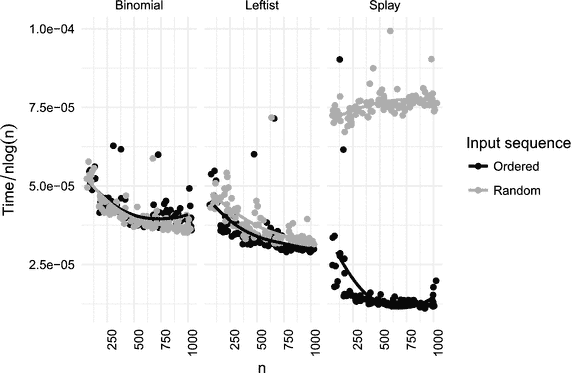 Binomial Leftist Splay
1.0e−04
7.5e−05
5.0e−05
2.5e−05
Time/nlog(n)
250 500 750 1000 250 500 750 1000 250 500 750 1000
n
Input sequence
Ordered
Random